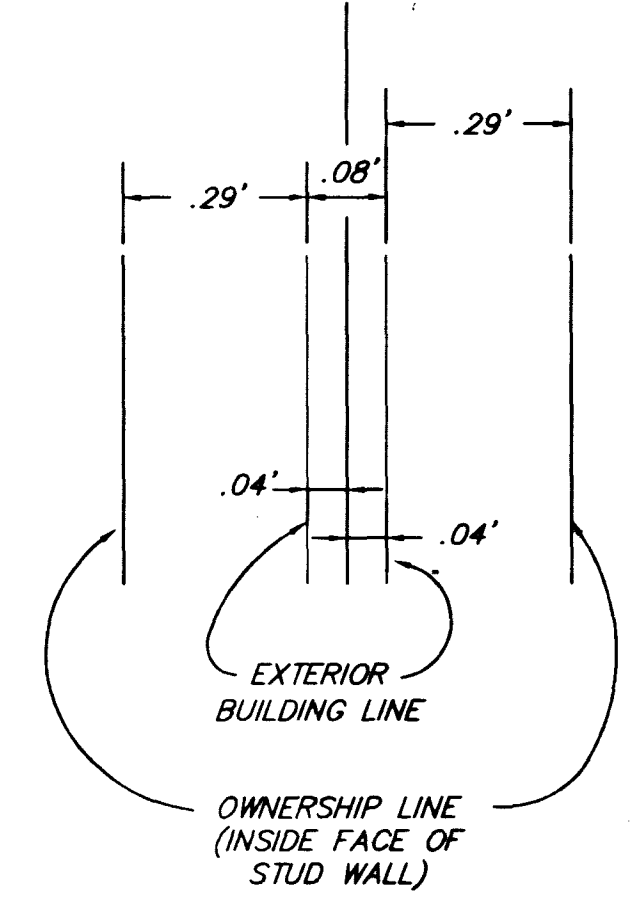 .29'
.08'
.29'
.04'
.04'
EXTERIOR
BUILDING LINE
OWNERSHIP LINE
(INSIDE FACE OF
STUD WALL)